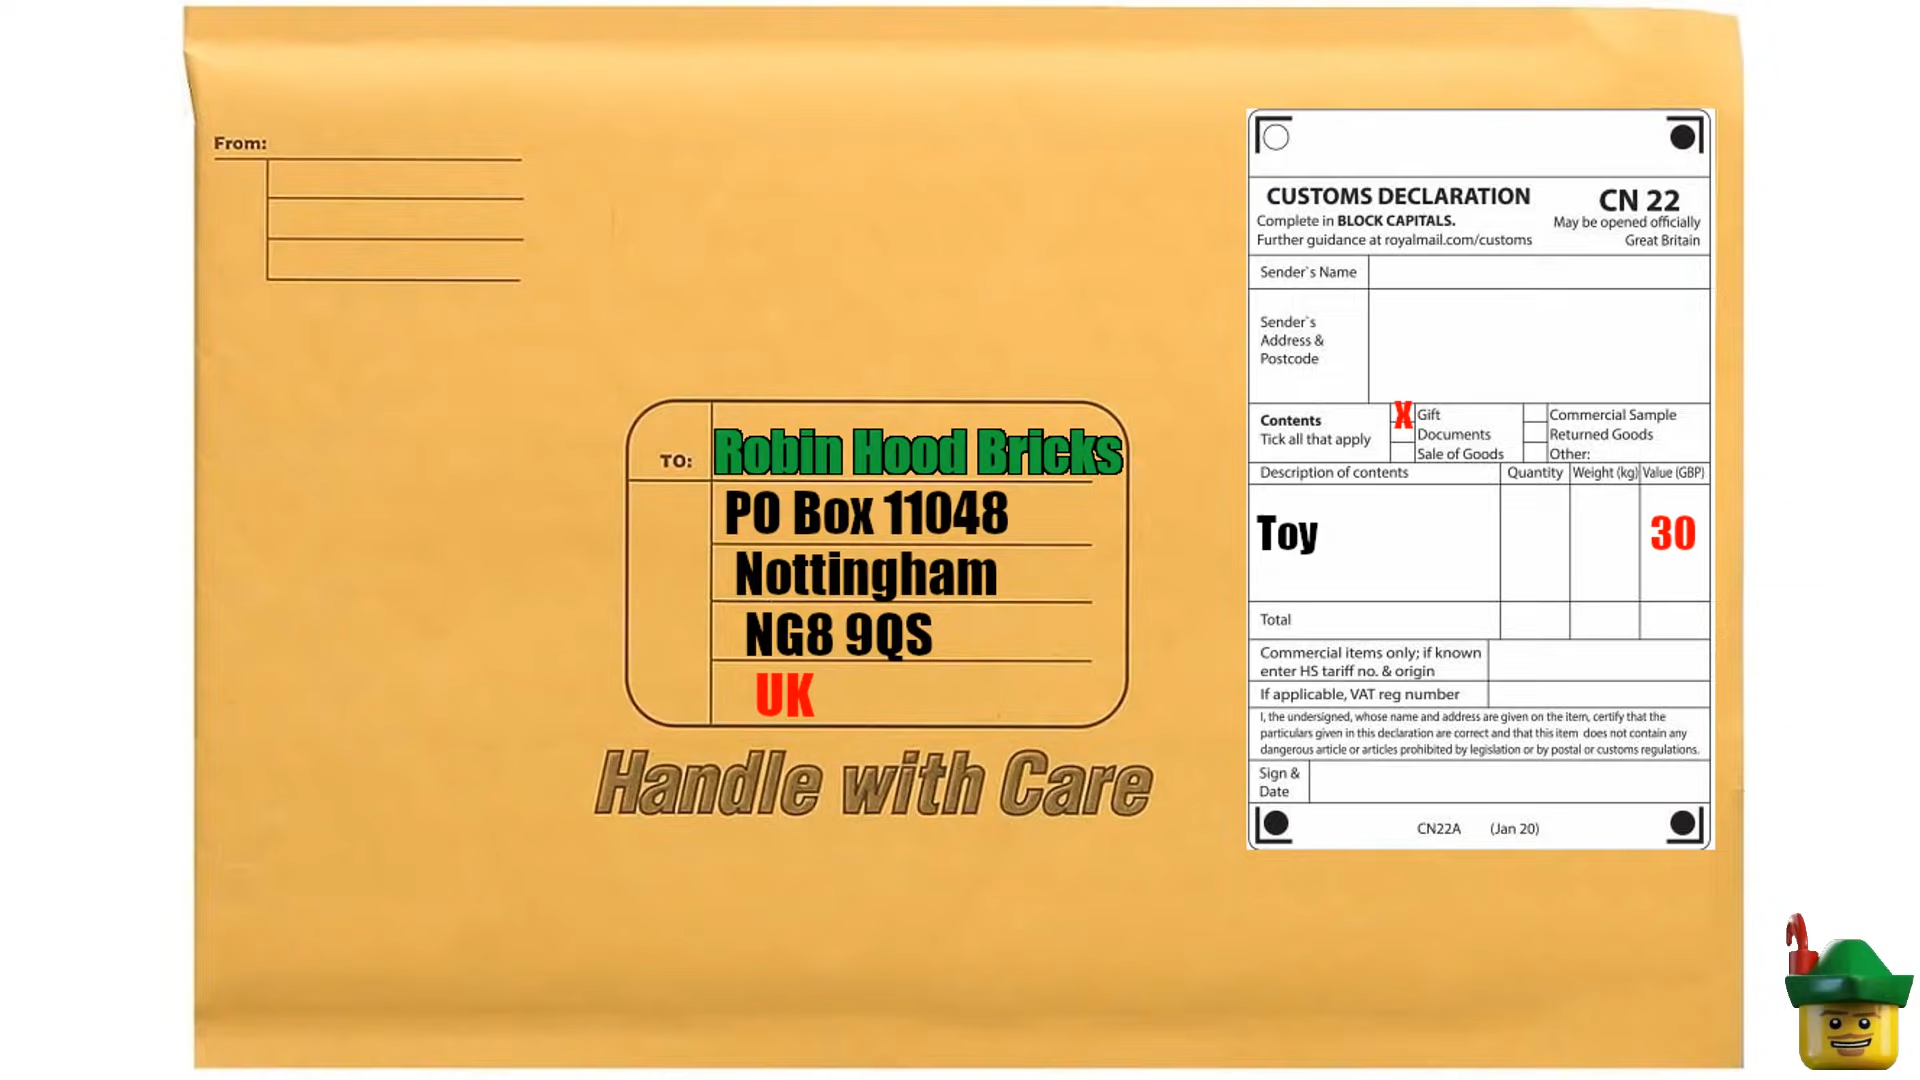 From:
TO: Robin Hood Bricks
PO Box 11048
Nottingham
NG8 9QS
UK
Handle with Care
CUSTOMS DECLARATION CN 22
Complete in BLOCK CAPITALS. May be opened officially
Further guidance at royalmail.com/customs Great Britain
Sender`s Name
Sender`s
Address &
Postcode
Contents
Tick all that apply
X Gift
Documents
Sale of Goods
Commercial Sample
Returned Goods
Other:
Description of contents Quantity Weight (kg) Value (GBP)
Toy 30
Total
Commercial items only; if known
enter HS tariff no. & origin
If applicable, VAT reg number
I, the undersigned, whose name and address are given on the item, certify that the
particulars given in this declaration are correct and that this item does not contain any
dangerous article or articles prohibited by legislation or by postal or customs regulations.
Sign &
Date
CN22A (Jan 20)